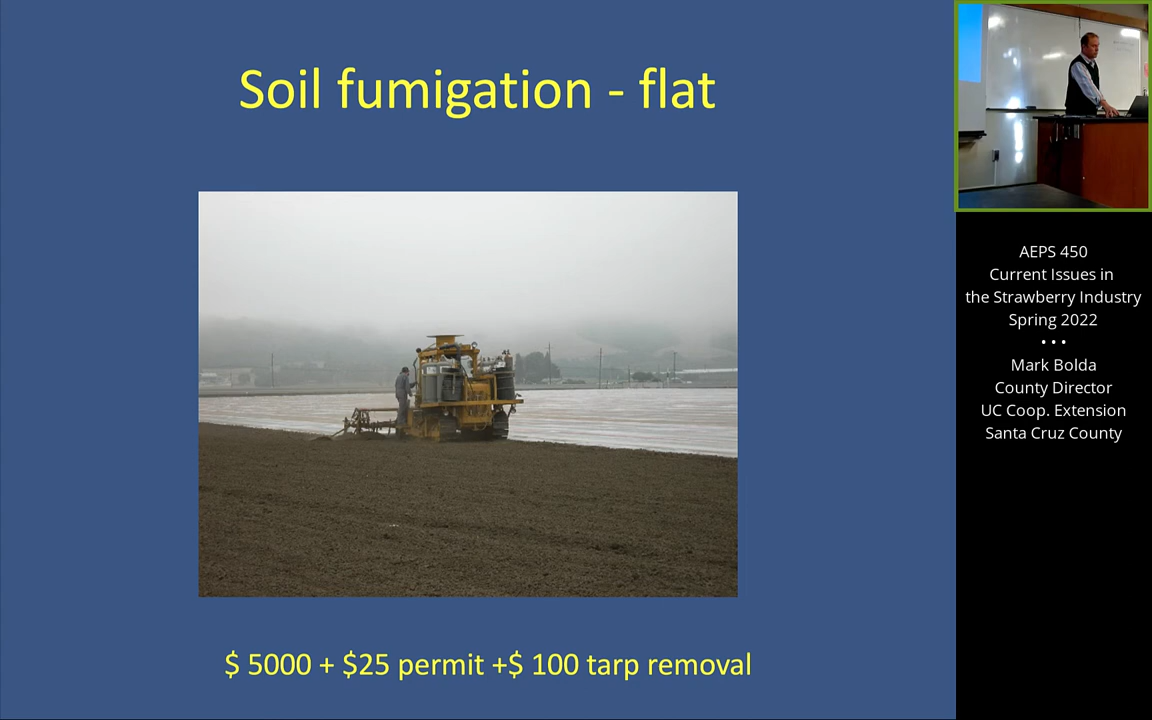 Soil fumigation - flat
$ 5000 + $25 permit +$ 100 tarp removal
AEPS 450
Current Issues in
the Strawberry Industry
Spring 2022
• • •
Mark Bolda
County Director
UC Coop. Extension
Santa Cruz County